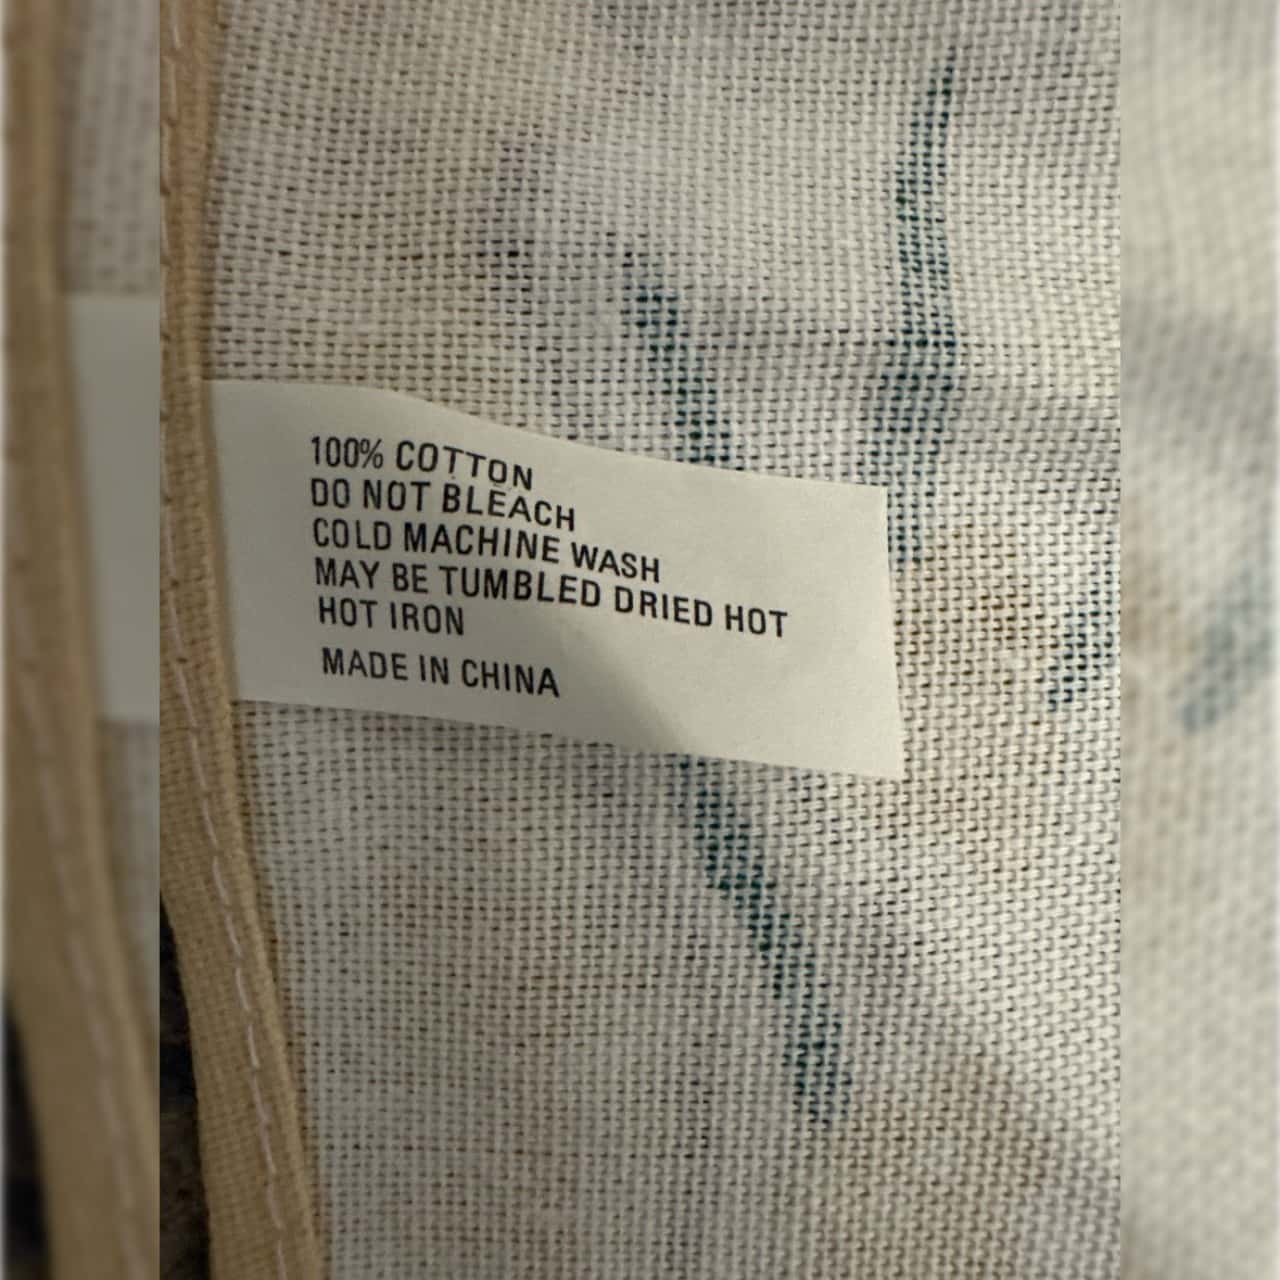 100% COTTON
DO NOT BLEACH
COLD MACHINE WASH
MAY BE TUMBLED DRIED HOT
HOT IRON
MADE IN CHINA